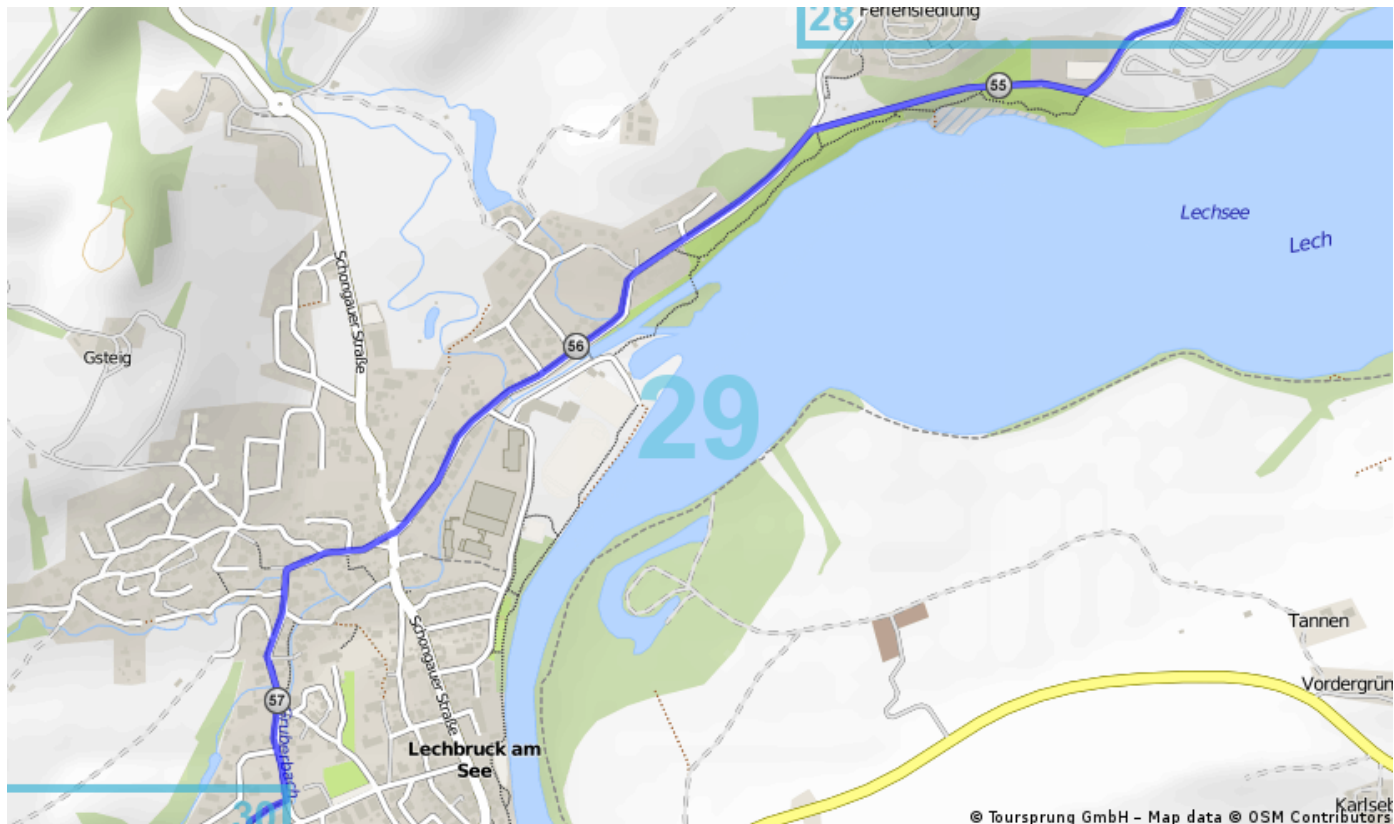 28
Feriensiedlung
55
Lechsee
Lech
Schongauer Straße
56
Gsteig
29
Tannen
Schongauer Straße
57
Gruberbach
Lechbruck am
See
30
© Toursprung GmbH – Map data © OSM Contributors